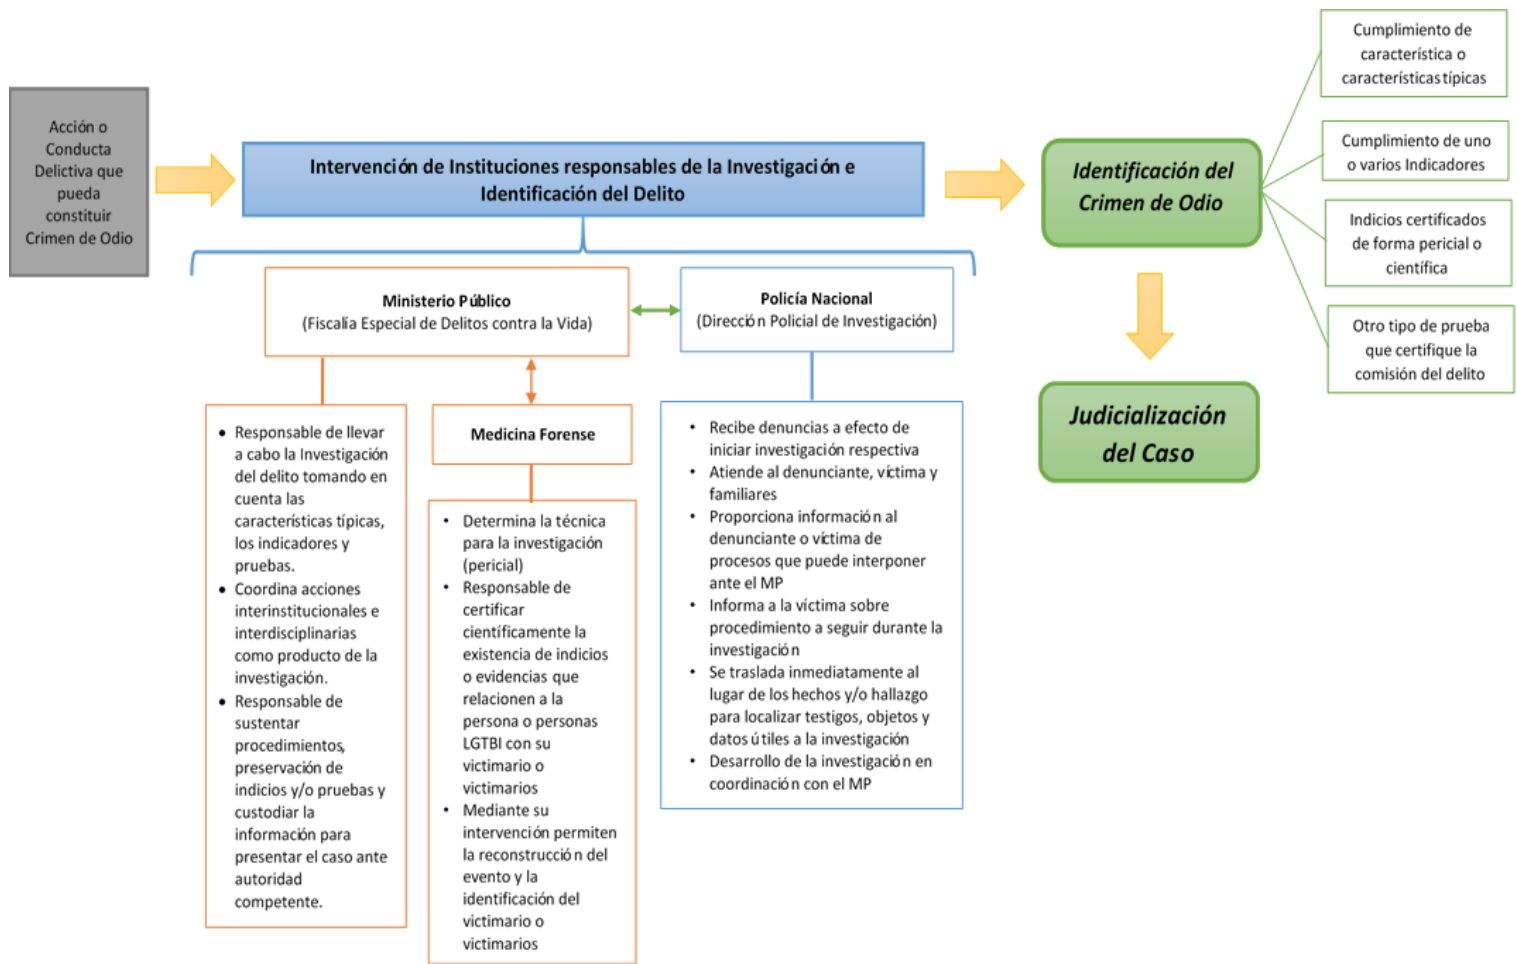 Acción o
Conducta
Delictiva que
pueda
constituir
Crimen de Odio
Intervención de Instituciones responsables de la Investigación e
Identificación del Delito
Ministerio Público
(Fiscalía Especial de Delitos contra la Vida)
Policía Nacional
(Dirección Policial de Investigación)
• Responsable de llevar
a cabo la Investigación
del delito tomando en
cuenta las
características típicas,
los indicadores y
pruebas.
• Coordina acciones
interinstitucionales e
interdisciplinarias
como producto de la
investigación.
• Responsable de
sustentar
procedimientos,
preservación de
indicios y/o pruebas y
custodiar la
información para
presentar el caso ante
autoridad
competente.
Medicina Forense
• Determina la técnica
para la investigación
(pericial)
• Responsable de
certificar
científicamente la
existencia de indicios
o evidencias que
relacionen a la
persona o personas
LGTBI con su
victimario o
victimarios
• Mediante su
intervención permiten
la reconstrucción del
evento y la
identificación del
victimario o
victimarios
• Recibe denuncias a efecto de
iniciar investigación respectiva
• Atiende al denunciante, víctima y
familiares
• Proporciona información al
denunciante o víctima de
procesos que puede interponer
ante el MP
• Informa a la víctima sobre
procedimiento a seguir durante la
investigación
• Se traslada inmediatamente al
lugar de los hechos y/o hallazgo
para localizar testigos, objetos y
datos útiles a la investigación
• Desarrollo de la investigación en
coordinación con el MP
Identificación del
Crimen de Odio
Judicialización
del Caso
Cumplimiento de
característica o
características típicas
Cumplimiento de uno
o varios Indicadores
Indicios certificados
de forma pericial o
científica
Otro tipo de prueba
que certifique la
comisión del delito